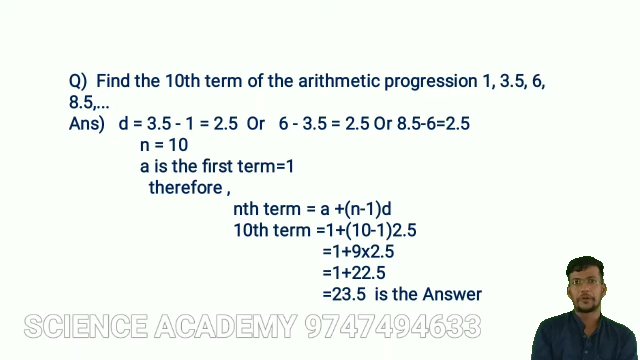 Q) Find the 10th term of the arithmetic progression 1, 3.5, 6,
8.5,...
Ans) d = 3.5 - 1 = 2.5 Or 6 - 3.5 = 2.5 Or 8.5-6=2.5
n = 10
a is the first term=1
therefore ,
nth term = a +(n-1)d
10th term =1+(10-1)2.5
=1+9x2.5
=1+22.5
=23.5 is the Answer
SCIENCE ACADEMY 9747494633